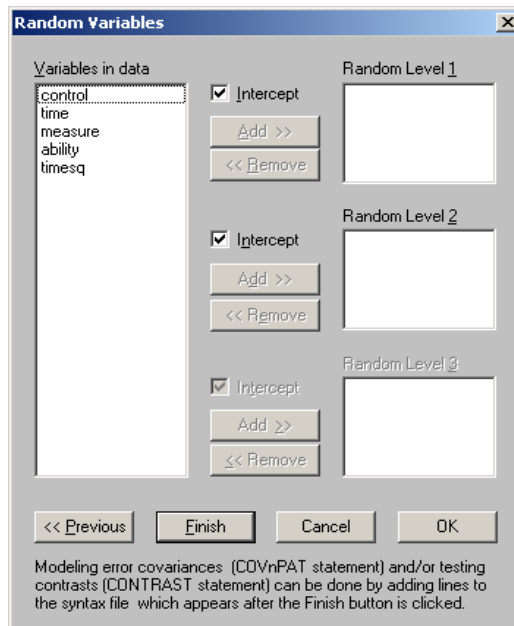 Random Variables
Variables in data
control
time
measure
ability
timesq
Intercept
Add >>
<< Remove
Random Level 1
Intercept
Add >>
<< Remove
Random Level 2
Intercept
Add >>
<< Remove
Random Level 3
<< Previous
Finish
Cancel
OK
Modeling error covariances (COVnPAT statement) and/or testing
contrasts (CONTRAST statement) can be done by adding lines to
the syntax file which appears after the Finish button is clicked.